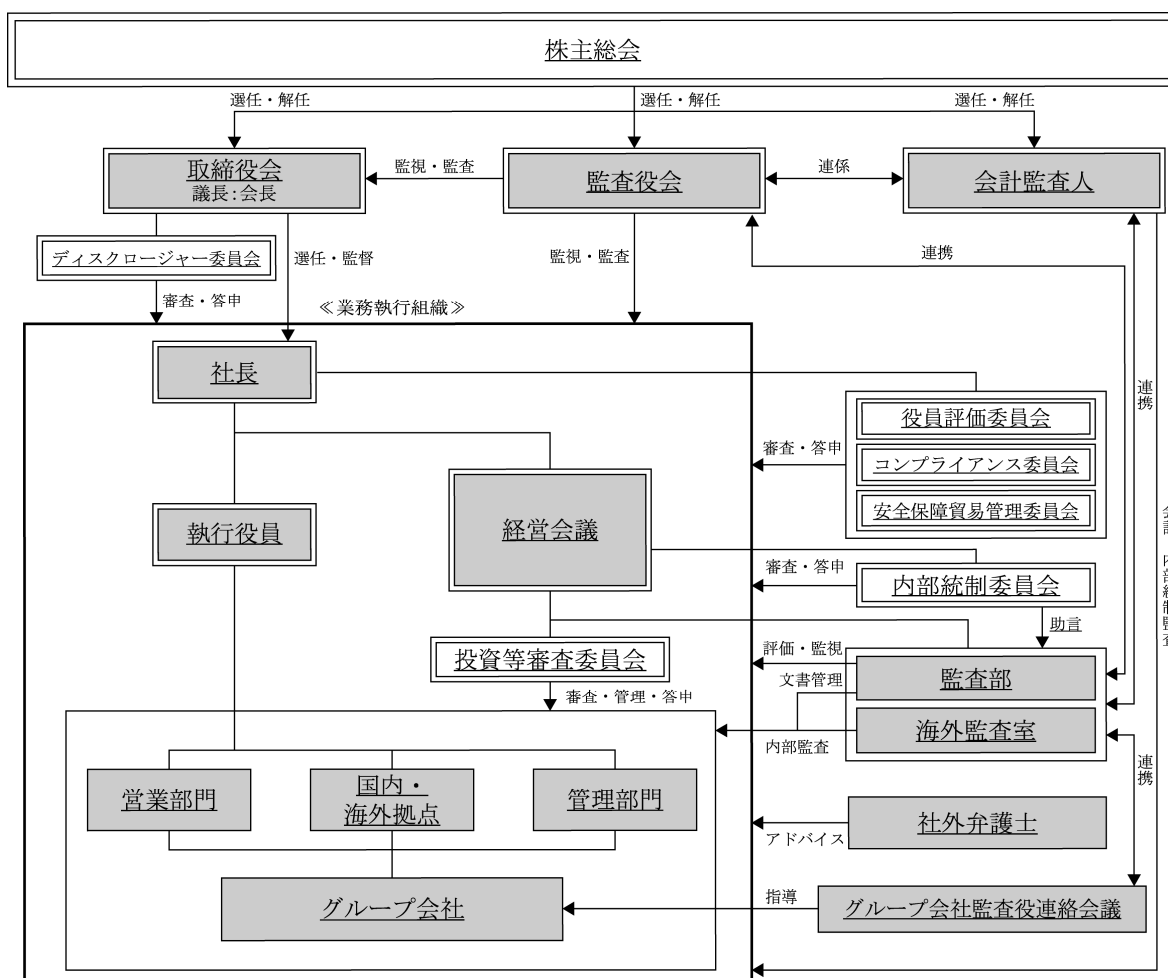 株主総会
選任・解任
選任・解任
選任・解任
取締役会
議長:会長
監視・監査
監査役会
連係
会計監査人
ディスクロージャー委員会
選任・監督
監視・監査
連携
審査・答申
≪業務執行組織≫
社長
連携
役員評価委員会
審査・答申
コンプライアンス委員会
安全保障貿易管理委員会
執行役員
経営会議
審査・答申
内部統制委員会
助言
投資等審査委員会
評価・監視
文書管理
監査部
審査・管理・答申
内部監査
海外監査室
連携
営業部門
国内・
海外拠点
管理部門
社外弁護士
アドバイス
グループ会社
指導
グループ会社監査役連絡会議